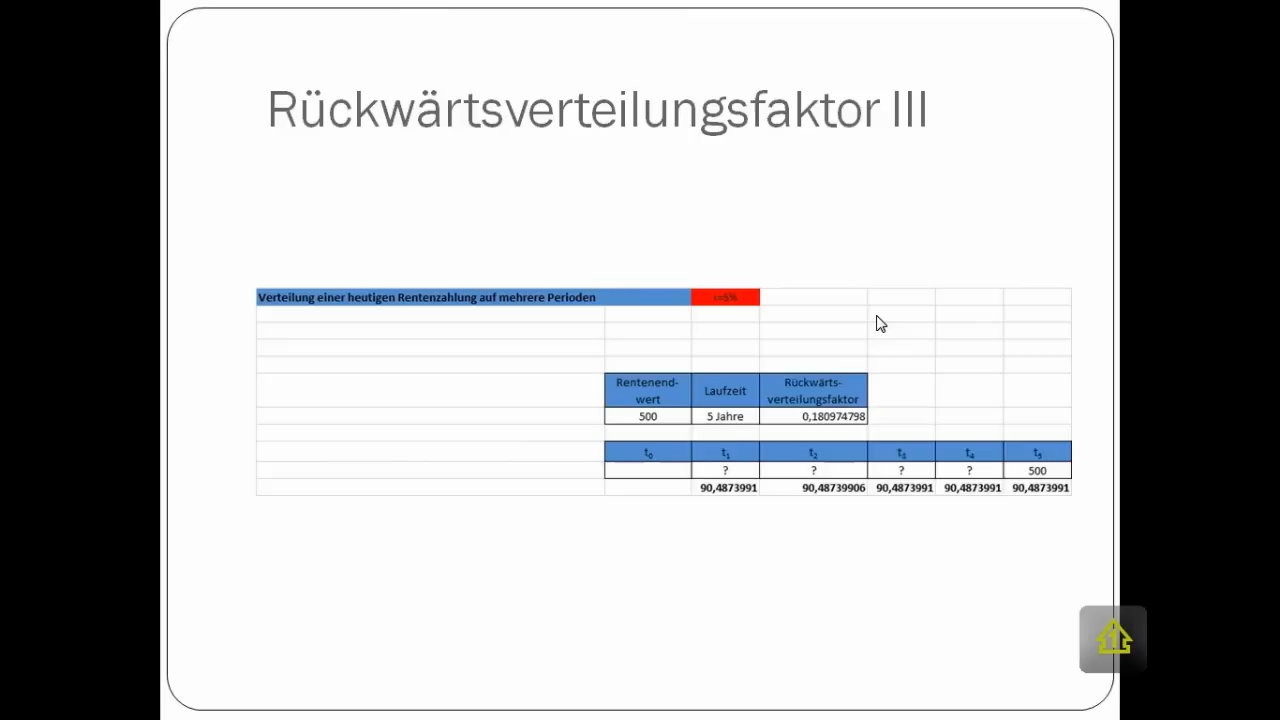 Rückwärtsverteilungsfaktor III
Verteilung einer heutigen Rentenzahlung auf mehrere Perioden i=5%
Rentenend- Laufzeit Rückwärts-
wert verteilungsfaktor
500 5 Jahre 0,180974798
t₀ t₁ t₂ t₃ t₄ t₅
? ? ? ? 500
90,4873991 90,48739906 90,4873991 90,4873991 90,4873991